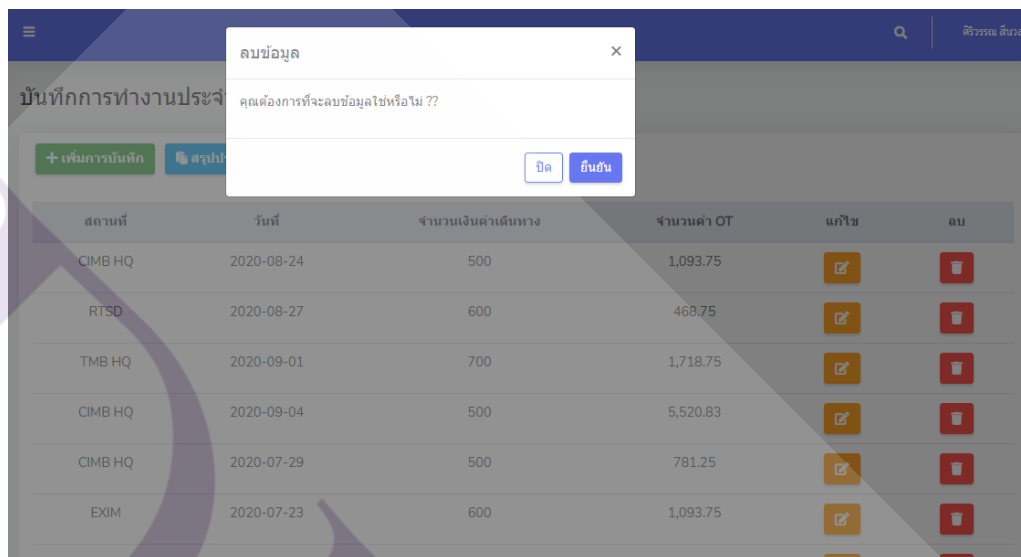 ศิริวรรณ
ลบข้อมูล ×
บันทึกการทำงานประจำ
คุณต้องการที่จะลบข้อมูลใช่หรือไม่ ??
+ เพิ่มการบันทึก
ปิด ยืนยัน
สถานที่ วันที่ จำนวนเงินค่าเดินทาง จำนวนค่า OT แก้ไข ลบ
CIMB HQ 2020-08-24 500 1,093.75
RTSD 2020-08-27 600 468.75
TMB HQ 2020-09-01 700 1,718.75
CIMB HQ 2020-09-04 500 5,520.83
CIMB HQ 2020-07-29 500 781.25
EXIM 2020-07-23 600 1,093.75